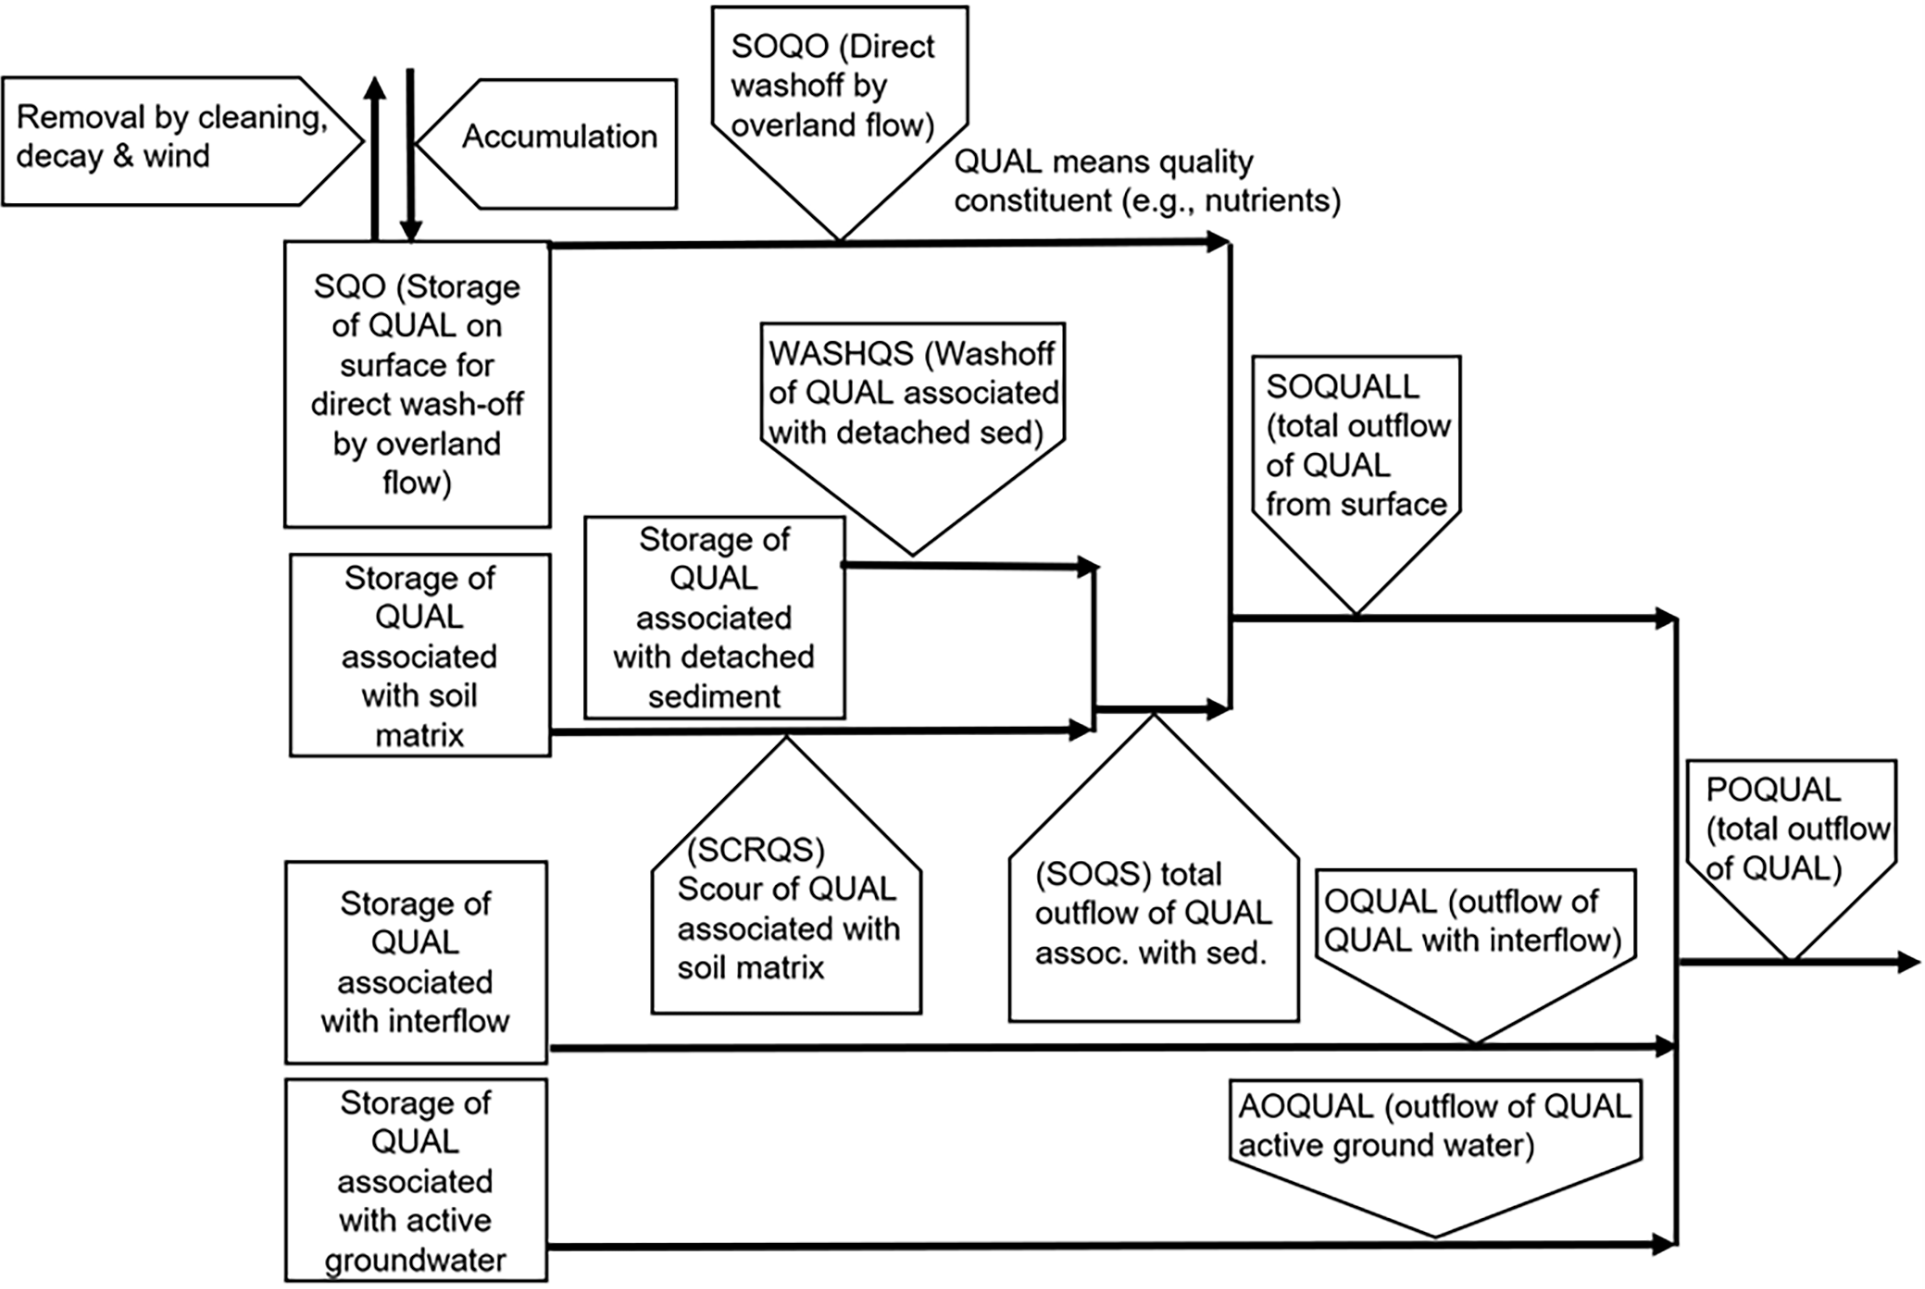 SOQO (Direct
washoff by
overland flow)
Removal by cleaning,
decay & wind
Accumulation
QUAL means quality
constituent (e.g., nutrients)
SQO (Storage
of QUAL on
surface for
direct wash-off
by overland
flow)
WASHQS (Washoff
of QUAL associated
with detached sed)
SOQUALL
(total outflow
of QUAL
from surface
Storage of
QUAL
associated
with detached
sediment
Storage of
QUAL
associated
with soil
matrix
POQUAL
(total outflow
of QUAL)
(SCRQS)
Scour of QUAL
associated with
soil matrix
(SOQS) total
outflow of QUAL
assoc. with sed.
OQUAL (outflow of
QUAL with interflow)
Storage of
QUAL
associated
with interflow
AOQUAL (outflow of QUAL
active ground water)
Storage of
QUAL
associated
with active
groundwater